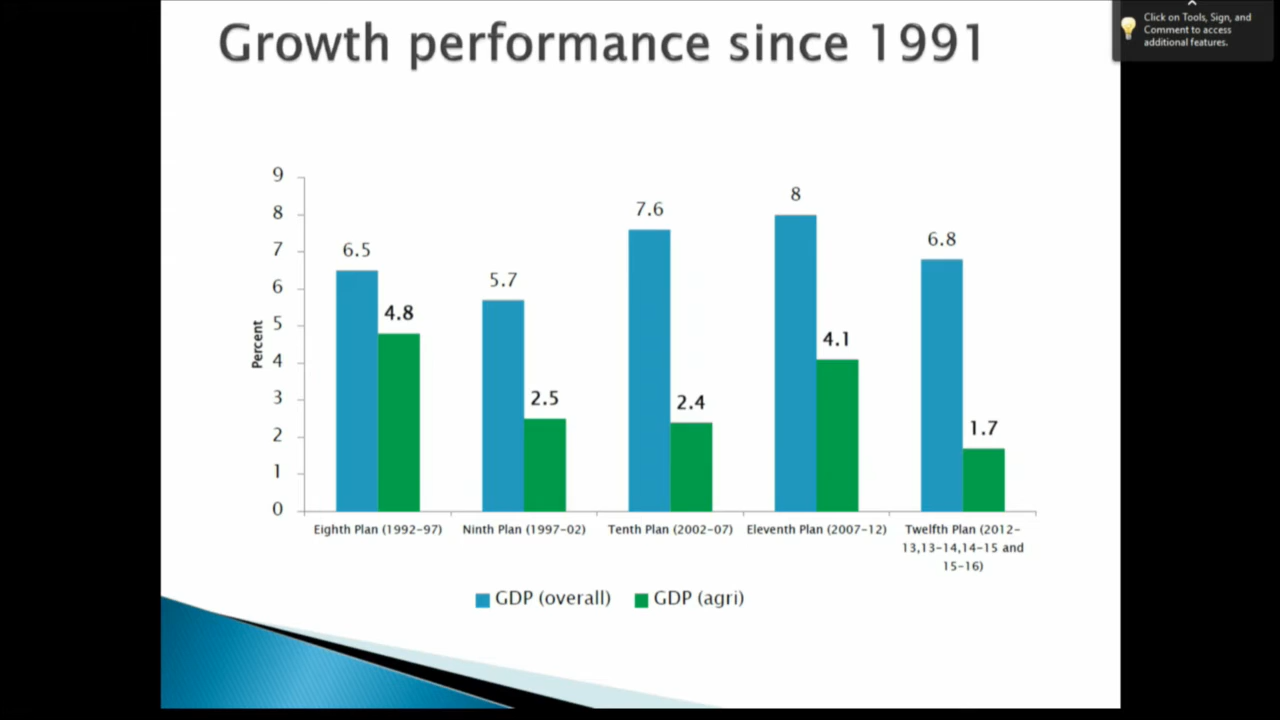 Growth performance since 1991
Click on Tools, Sign, and
Comment to access
additional features.
9
8
7
6
5
4
3
2
1
0
Percent
6.5
4.8
5.7
2.5
7.6
2.4
8
4.1
6.8
1.7
Eighth Plan (1992-97)
Ninth Plan (1997-02)
Tenth Plan (2002-07)
Eleventh Plan (2007-12)
Twelfth Plan (2012-
13,13-14,14-15 and
15-16)
GDP (overall)
GDP (agri)